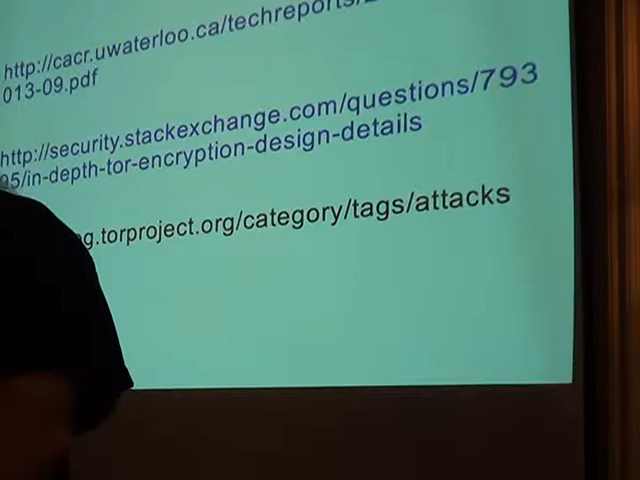 http://cacr.uwaterloo.ca/techreports/
013-09.pdf
http://security.stackexchange.com/questions/793
95/in-depth-tor-encryption-design-details
g.torproject.org/category/tags/attacks